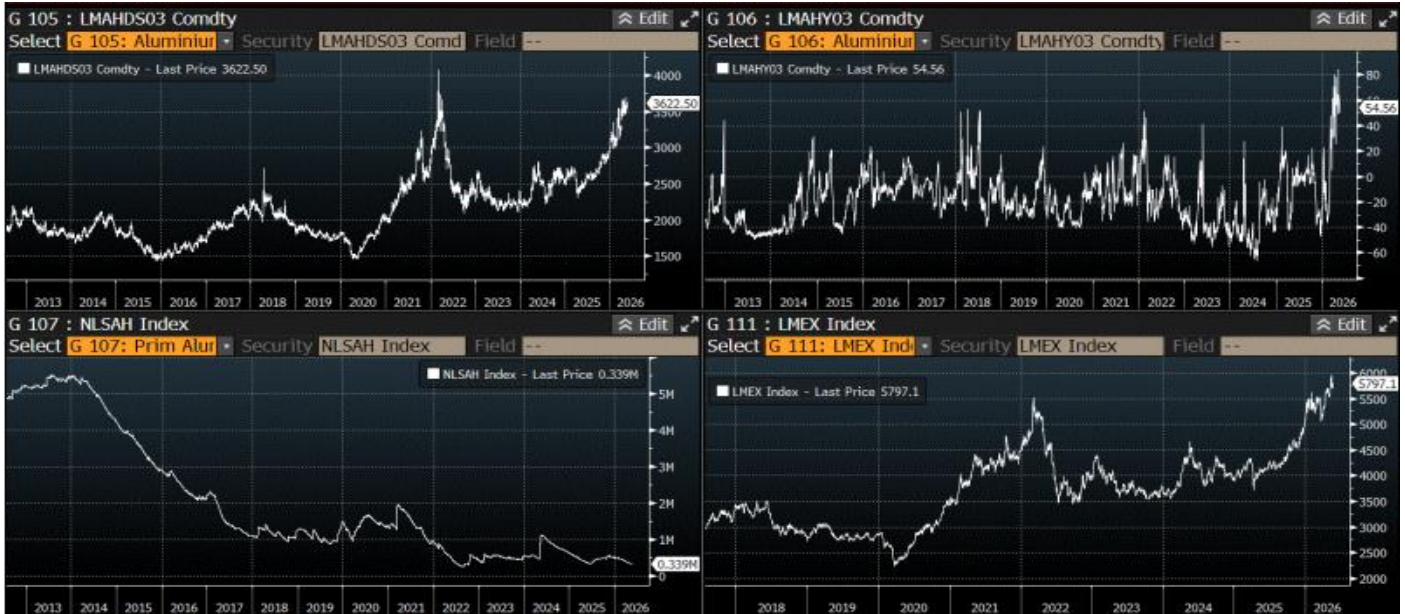 G 105 : LMAHDS03 Comdty
Edit
Select G 105: Aluminiur Security LMAHDS03 Comd Field --
LMAHDS03 Comdty - Last Price 3622.50
4000
3622.50
3500
3000
2500
2000
1500
2013 2014 2015 2016 2017 2018 2019 2020 2021 2022 2023 2024 2025 2026
G 106 : LMAHY03 Comdty
Edit
Select G 106: Aluminiur Security LMAHY03 Comdty Field --
LMAHY03 Comdty - Last Price 54.56
80
54.56
40
20
0
-20
-40
-60
2013 2014 2015 2016 2017 2018 2019 2020 2021 2022 2023 2024 2025 2026
G 107 : NLSAH Index
Edit
Select G 107: Prim Alur Security NLSAH Index Field --
NLSAH Index - Last Price 0.339M
5M
4M
3M
2M
1M
0.339M
0
2013 2014 2015 2016 2017 2018 2019 2020 2021 2022 2023 2024 2025 2026
G 111 : LMEX Index
Edit
Select G 111: LMEX Indi Security LMEX Index Field --
LMEX Index - Last Price 5797.1
6000
5797.1
5500
5000
4500
4000
3500
3000
2500
2000
2018 2019 2020 2021 2022 2023 2024 2025 2026